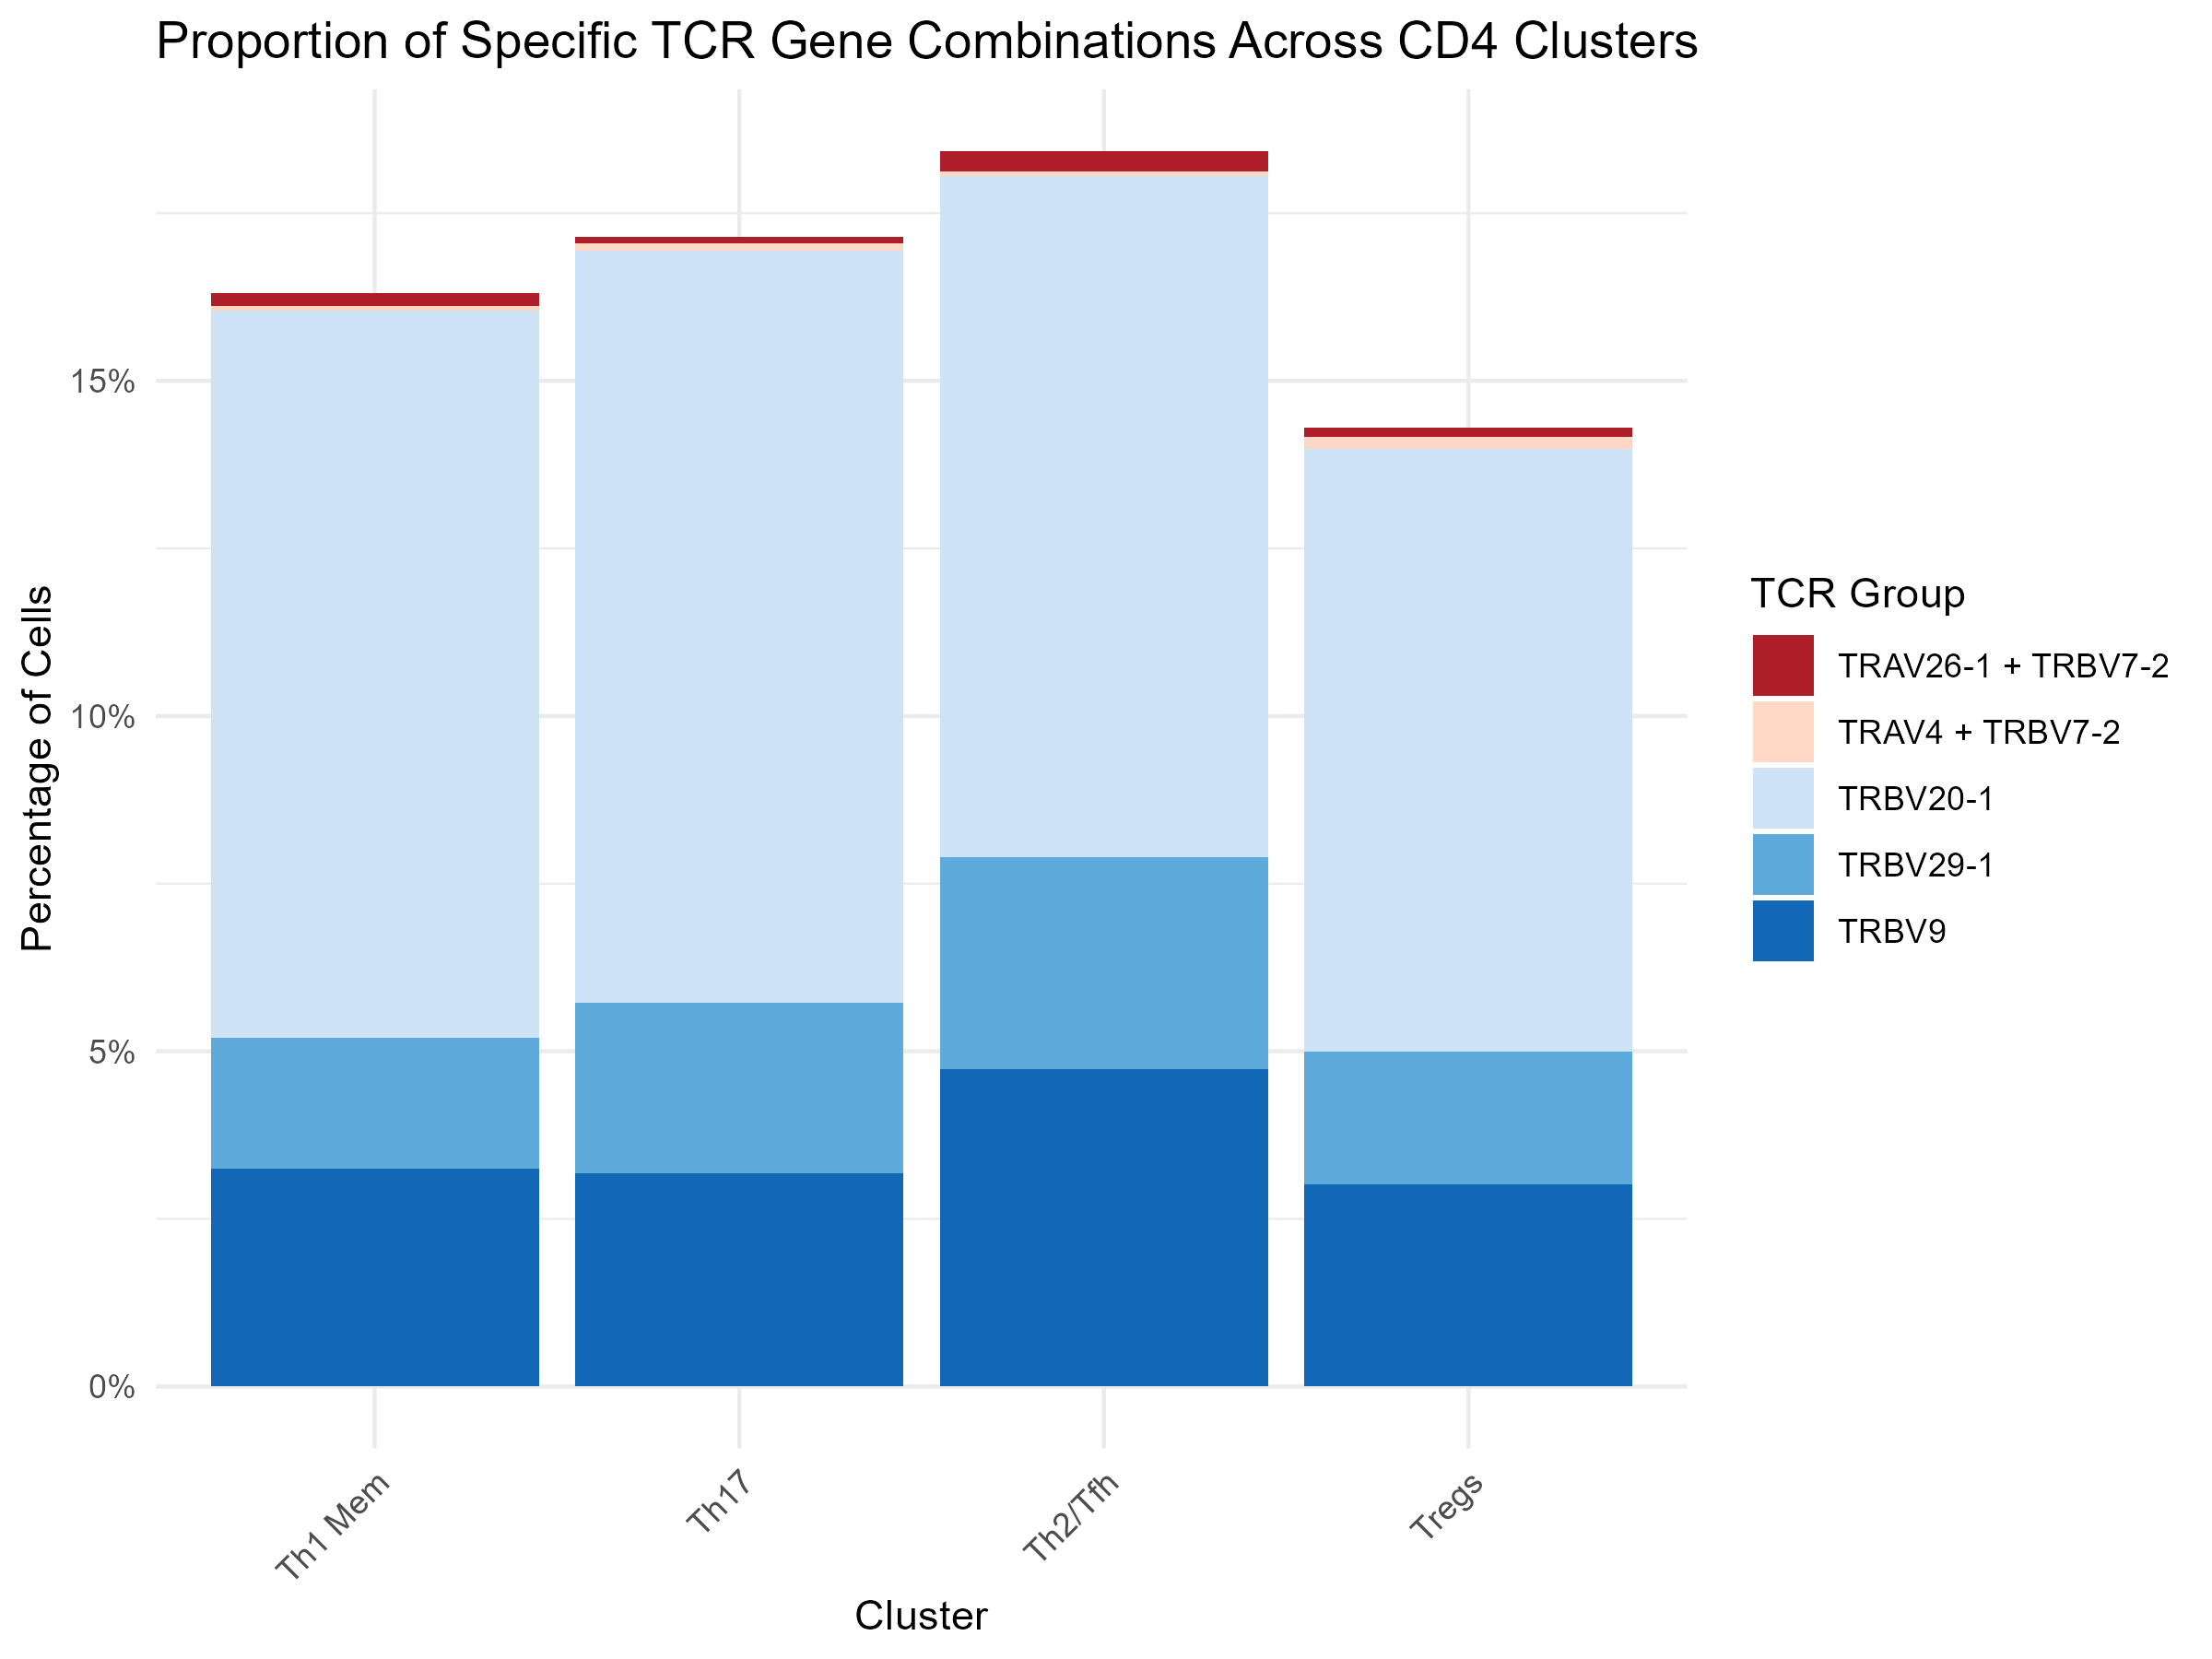 Proportion of Specific TCR Gene Combinations Across CD4 Clusters
Percentage of Cells
15%
10%
5%
0%
Th1 Mem
Th17
Th2/Tfh
Tregs
Cluster
TCR Group
TRAV26-1 + TRBV7-2
TRAV4 + TRBV7-2
TRBV20-1
TRBV29-1
TRBV9